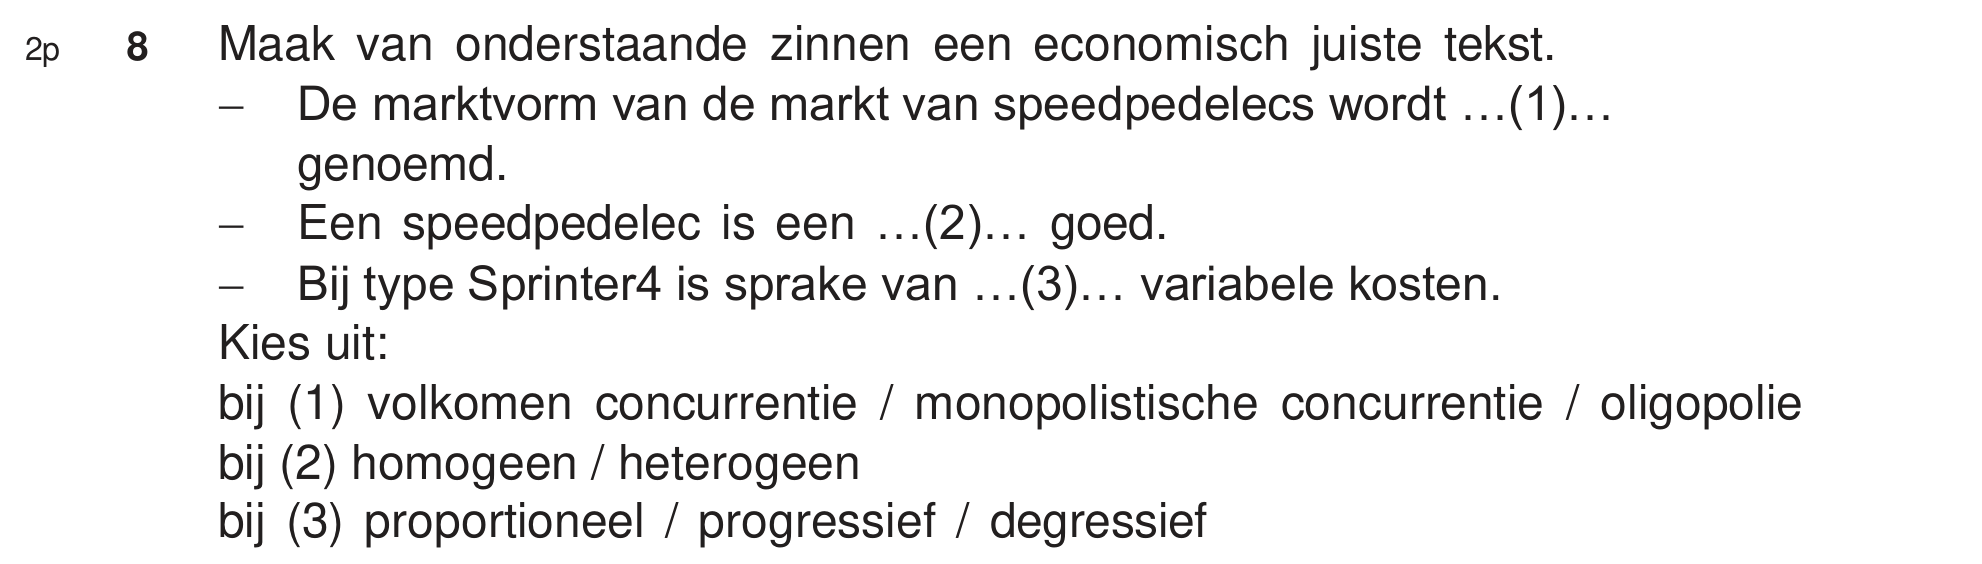 2p 8 Maak van onderstaande zinnen een economisch juiste tekst.
– De marktvorm van de markt van speedpedelecs wordt …(1)…
genoemd.
– Een speedpedelec is een …(2)… goed.
– Bij type Sprinter4 is sprake van …(3)… variabele kosten.
Kies uit:
bij (1) volkomen concurrentie / monopolistische concurrentie / oligopolie
bij (2) homogeen / heterogeen
bij (3) proportioneel / progressief / degressief